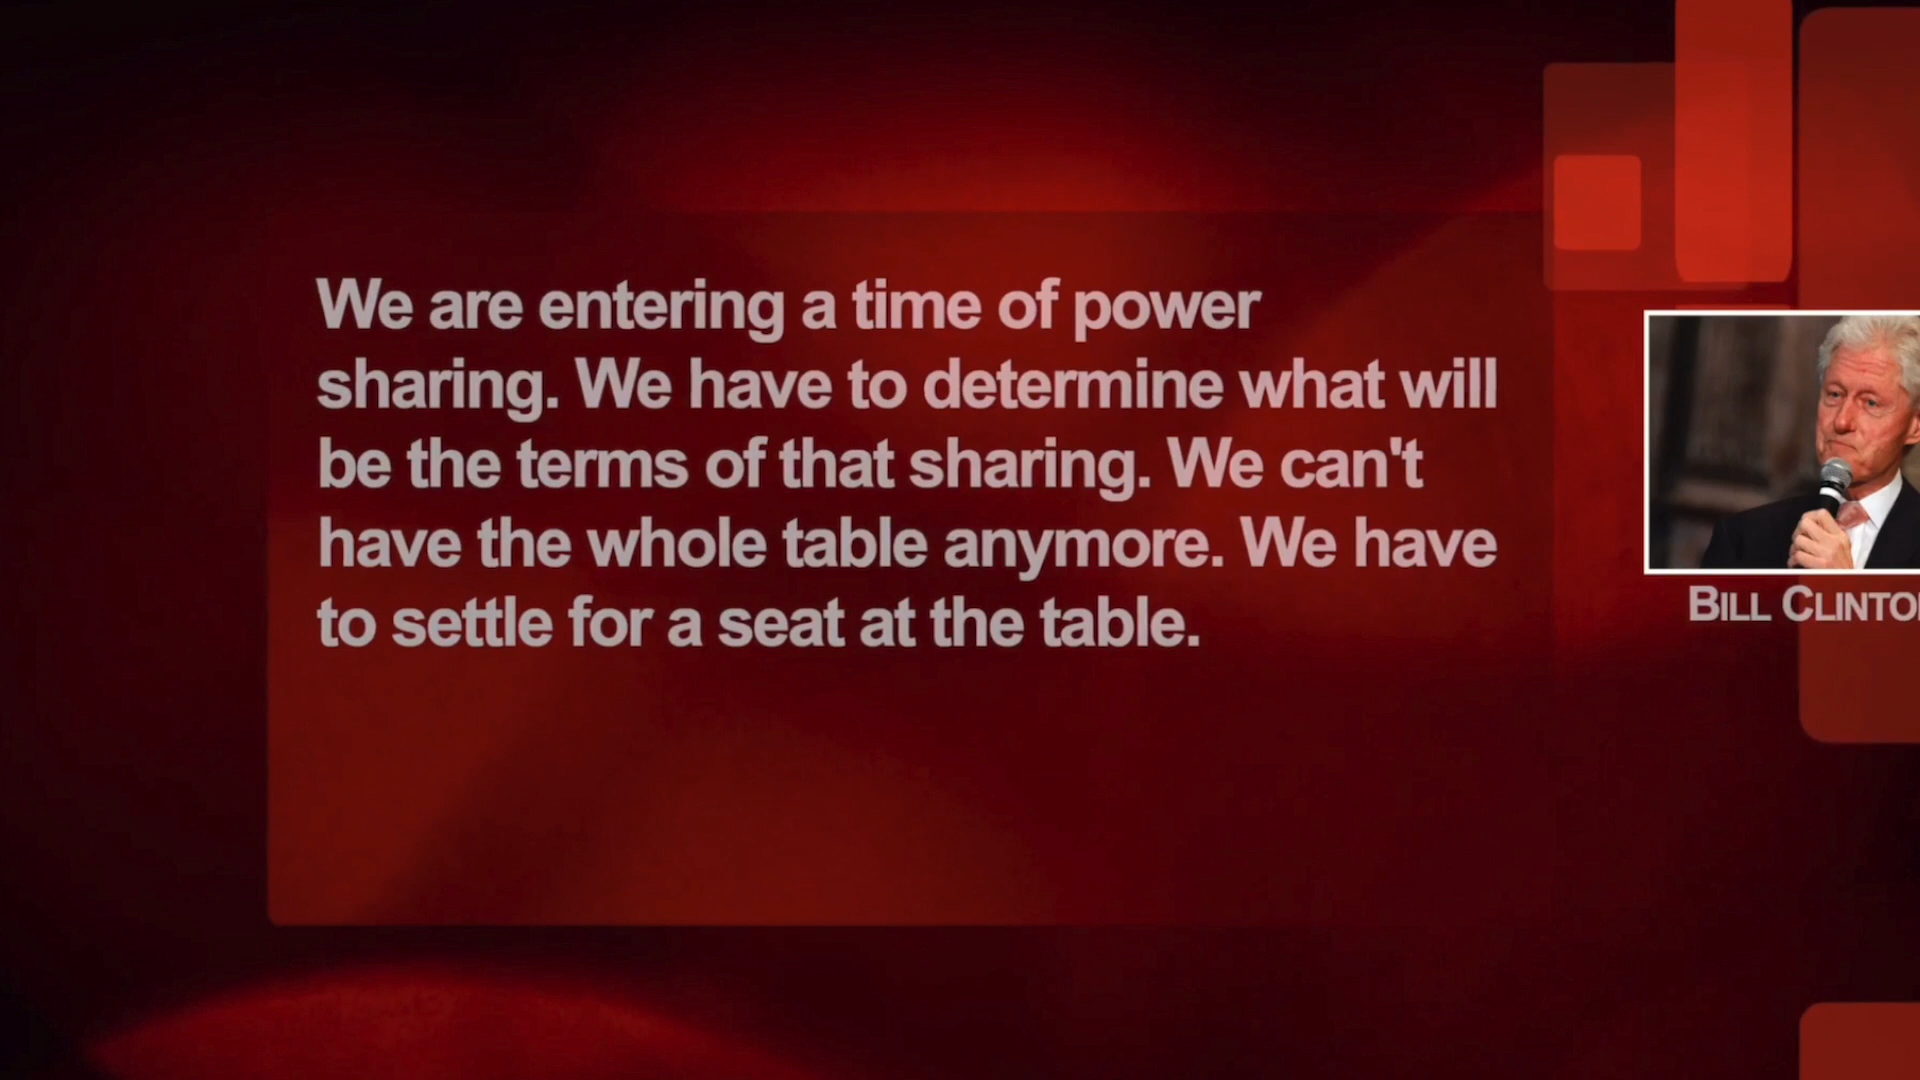 We are entering a time of power
sharing. We have to determine what will
be the terms of that sharing. We can't
have the whole table anymore. We have
to settle for a seat at the table.
BILL CLINTO